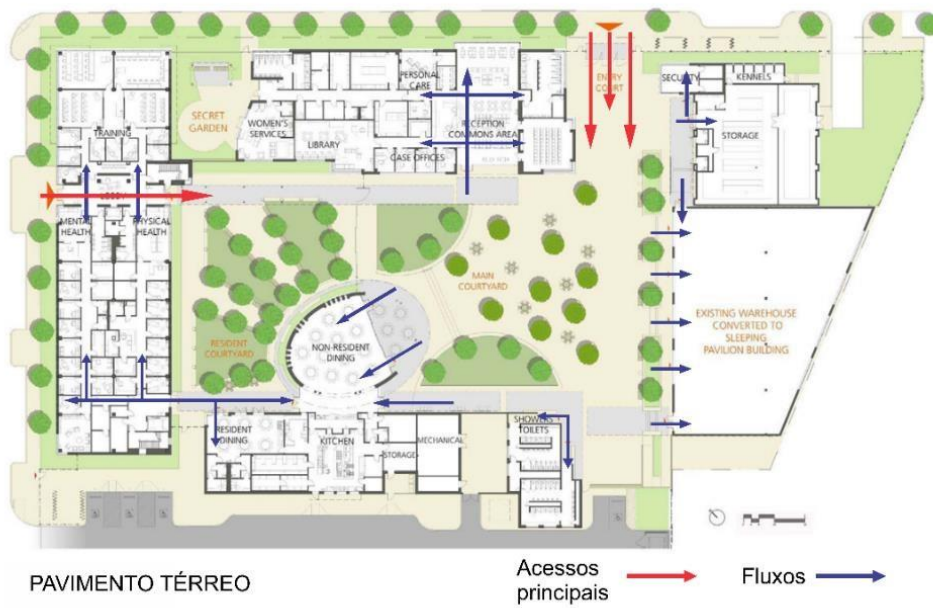 PERSONAL
CARE
ENTRY
COURT
SECURITY
KENNELS
SECRET
GARDEN
WOMEN'S
SERVICES
LIBRARY
RECEPTION
COMMONS AREA
CASE OFFICES
STORAGE
TRAINING
LOBBY
MENTAL
HEALTH
PHYSICAL
HEALTH
MAIN
COURTYARD
EXISTING WAREHOUSE
CONVERTED TO
SLEEPING
PAVILION BUILDING
RESIDENT
COURTYARD
NON-RESIDENT
DINING
RESIDENT
DINING
KITCHEN
STORAGE
MECHANICAL
SHOWERS
TOILETS
PAVIMENTO TÉRREO
Acessos
principais
Fluxos